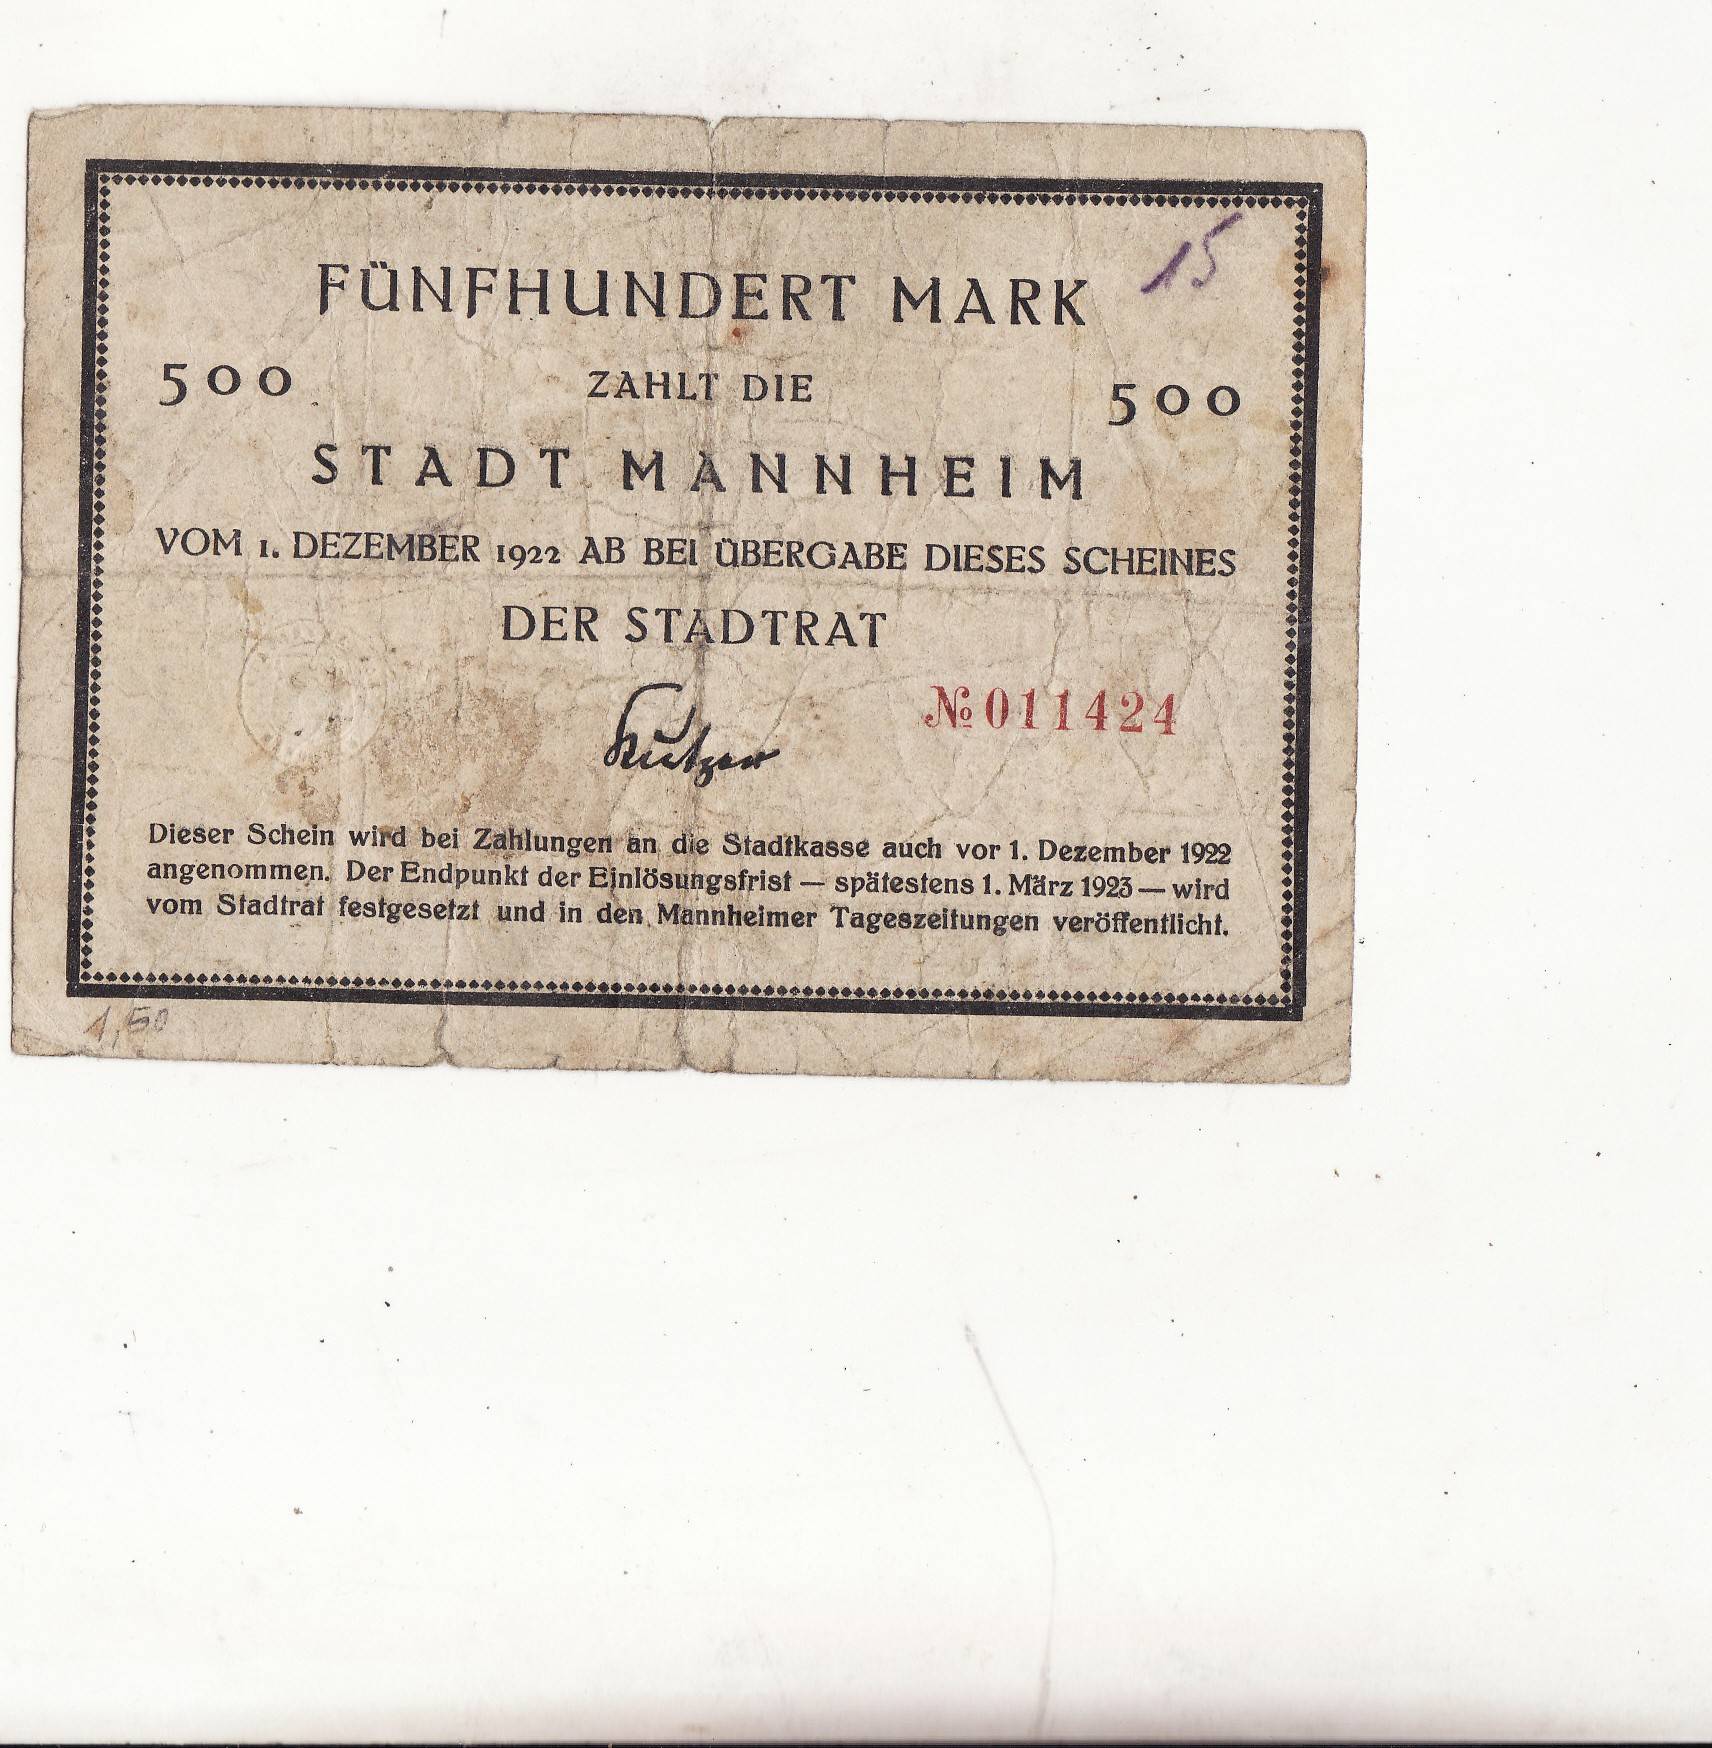 15
FÜNFHUNDERT MARK
500 ZAHLT DIE 500
STADT MANNHEIM
VOM 1. DEZEMBER 1922 AB BEI ÜBERGABE DIESES SCHEINES
DER STADTRAT
№ 011424
Kutzer
Dieser Schein wird bei Zahlungen an die Stadtkasse auch vor 1. Dezember 1922
angenommen. Der Endpunkt der Einlösungsfrist — spätestens 1. März 1923 — wird
vom Stadtrat festgesetzt und in den Mannheimer Tageszeitungen veröffentlicht.
1,50